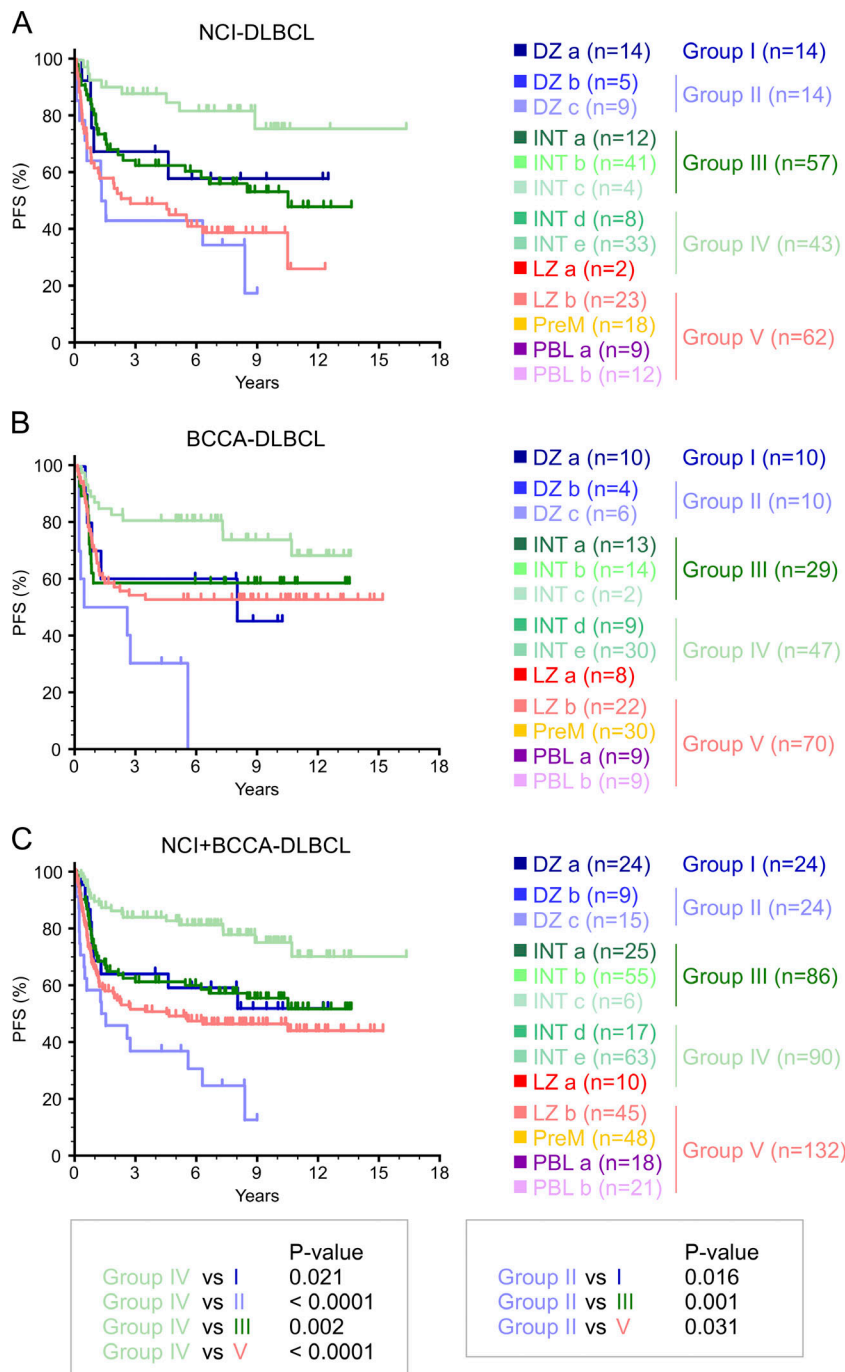 A
NCI-DLBCL
PFS (%)
100
80
60
40
20
0
0 3 6 9 12 15 18
Years
DZ a (n=14) Group I (n=14)
DZ b (n=5)
DZ c (n=9)
Group II (n=14)
INT a (n=12)
INT b (n=41)
INT c (n=4)
Group III (n=57)
INT d (n=8)
INT e (n=33)
LZ a (n=2)
Group IV (n=43)
LZ b (n=23)
PreM (n=18)
PBL a (n=9)
PBL b (n=12)
Group V (n=62)
B
BCCA-DLBCL
PFS (%)
100
80
60
40
20
0
0 3 6 9 12 15 18
Years
DZ a (n=10) Group I (n=10)
DZ b (n=4)
DZ c (n=6)
Group II (n=10)
INT a (n=13)
INT b (n=14)
INT c (n=2)
Group III (n=29)
INT d (n=9)
INT e (n=30)
LZ a (n=8)
Group IV (n=47)
LZ b (n=22)
PreM (n=30)
PBL a (n=9)
PBL b (n=9)
Group V (n=70)
C
NCI+BCCA-DLBCL
PFS (%)
100
80
60
40
20
0
0 3 6 9 12 15 18
Years
DZ a (n=24) Group I (n=24)
DZ b (n=9)
DZ c (n=15)
Group II (n=24)
INT a (n=25)
INT b (n=55)
INT c (n=6)
Group III (n=86)
INT d (n=17)
INT e (n=63)
LZ a (n=10)
Group IV (n=90)
LZ b (n=45)
PreM (n=48)
PBL a (n=18)
PBL b (n=21)
Group V (n=132)
P-value
Group IV vs I 0.021
Group IV vs II < 0.0001
Group IV vs III 0.002
Group IV vs V < 0.0001
P-value
Group II vs I 0.016
Group II vs III 0.001
Group II vs V 0.031